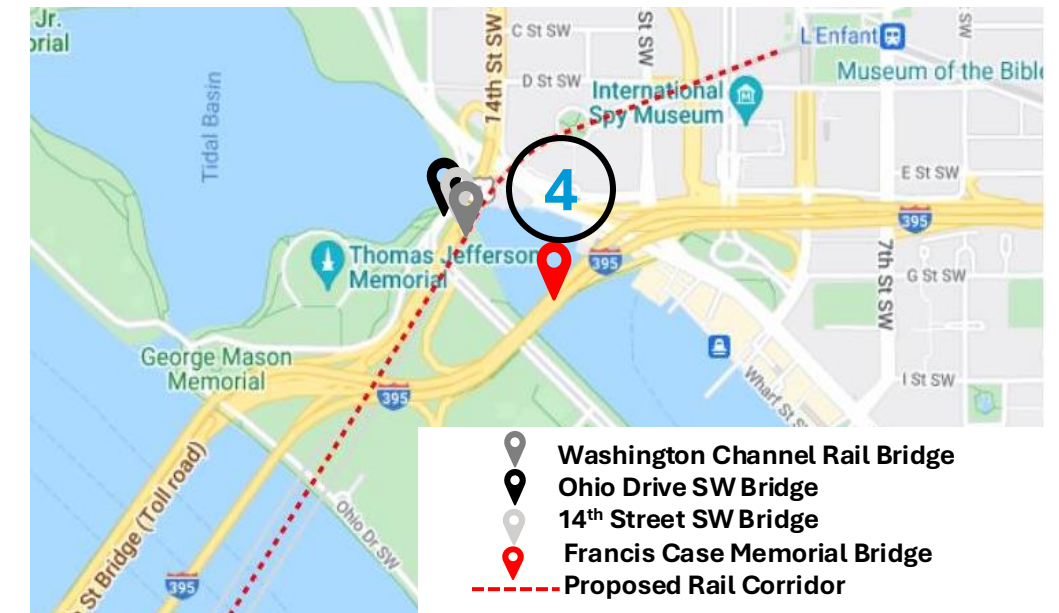 Jr.
orial
Tidal Basin
14th St SW
C St SW
St SW
SW
L'Enfant
D St SW
International
Spy Museum
Museum of the Bible
4
E St SW
395
Thomas Jefferson
Memorial
395
7th St SW
G St SW
George Mason
Memorial
395
I St SW
Wharf St S
St Bridge (Toll road)
Ohio Dr SW
395
Washington Channel Rail Bridge
Ohio Drive SW Bridge
14th Street SW Bridge
Francis Case Memorial Bridge
Proposed Rail Corridor